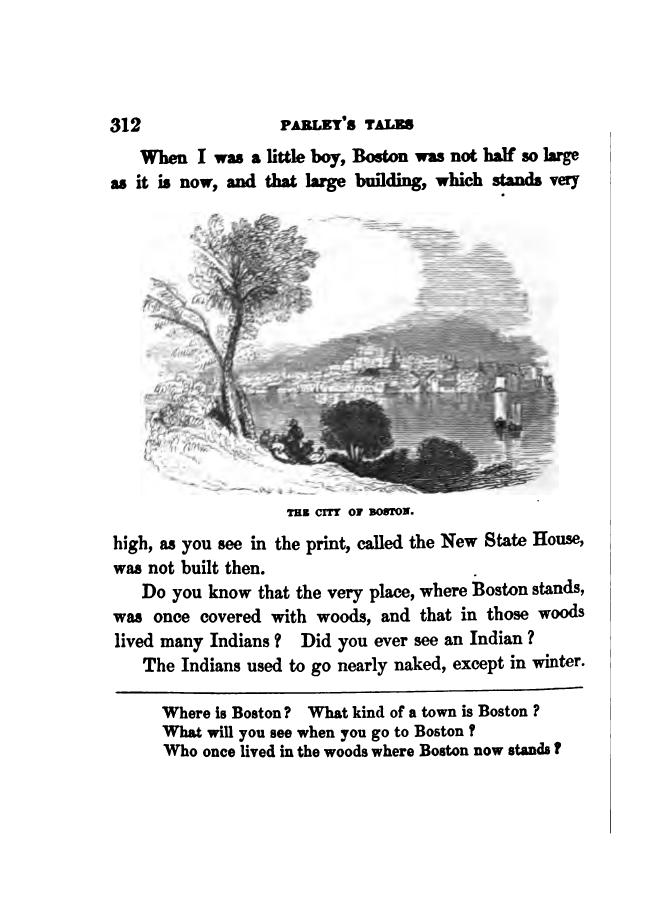 312 PARLEY'S TALES
When I was a little boy, Boston was not half so large
as it is now, and that large building, which stands very
THE CITY OF BOSTON.
high, as you see in the print, called the New State House,
was not built then.
Do you know that the very place, where Boston stands,
was once covered with woods, and that in those woods
lived many Indians? Did you ever see an Indian?
The Indians used to go nearly naked, except in winter.
Where is Boston? What kind of a town is Boston?
What will you see when you go to Boston?
Who once lived in the woods where Boston now stands?